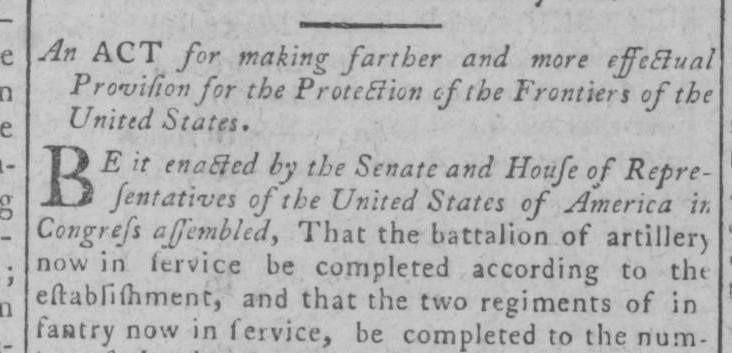 An ACT for making farther and more effectual
Proviſion for the Protection of the Frontiers of the
United States.
BE it enacted by the Senate and Houſe of Repre-
ſentatives of the United States of America in
Congreſs aſſembled, That the battalion of artillery
now in ſervice be completed according to the
eſtabliſhment, and that the two regiments of in
fantry now in ſervice, be completed to the num-